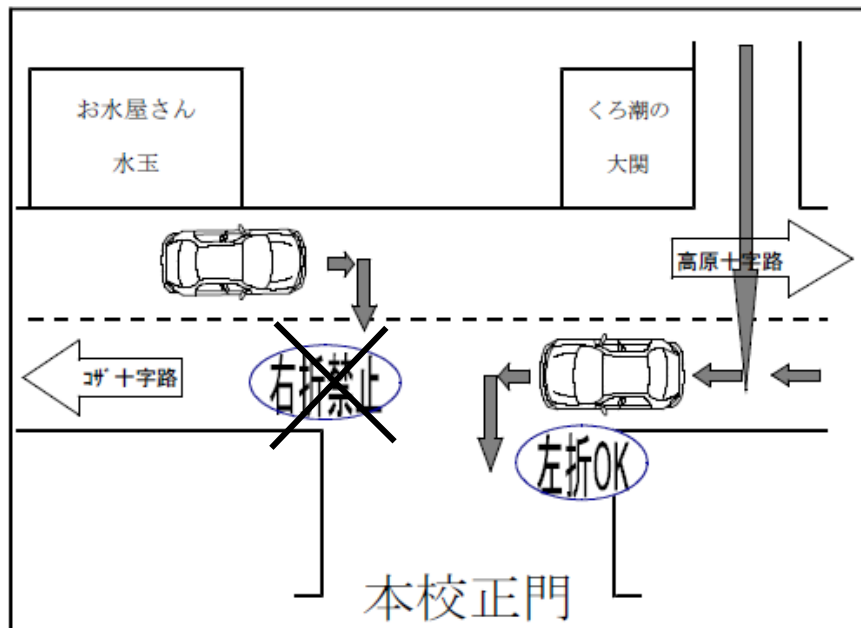 お水屋さん
水玉
くろ潮の
大関
高原十字路
ｺｻﾞ十字路
右折禁止
左折OK
本校正門